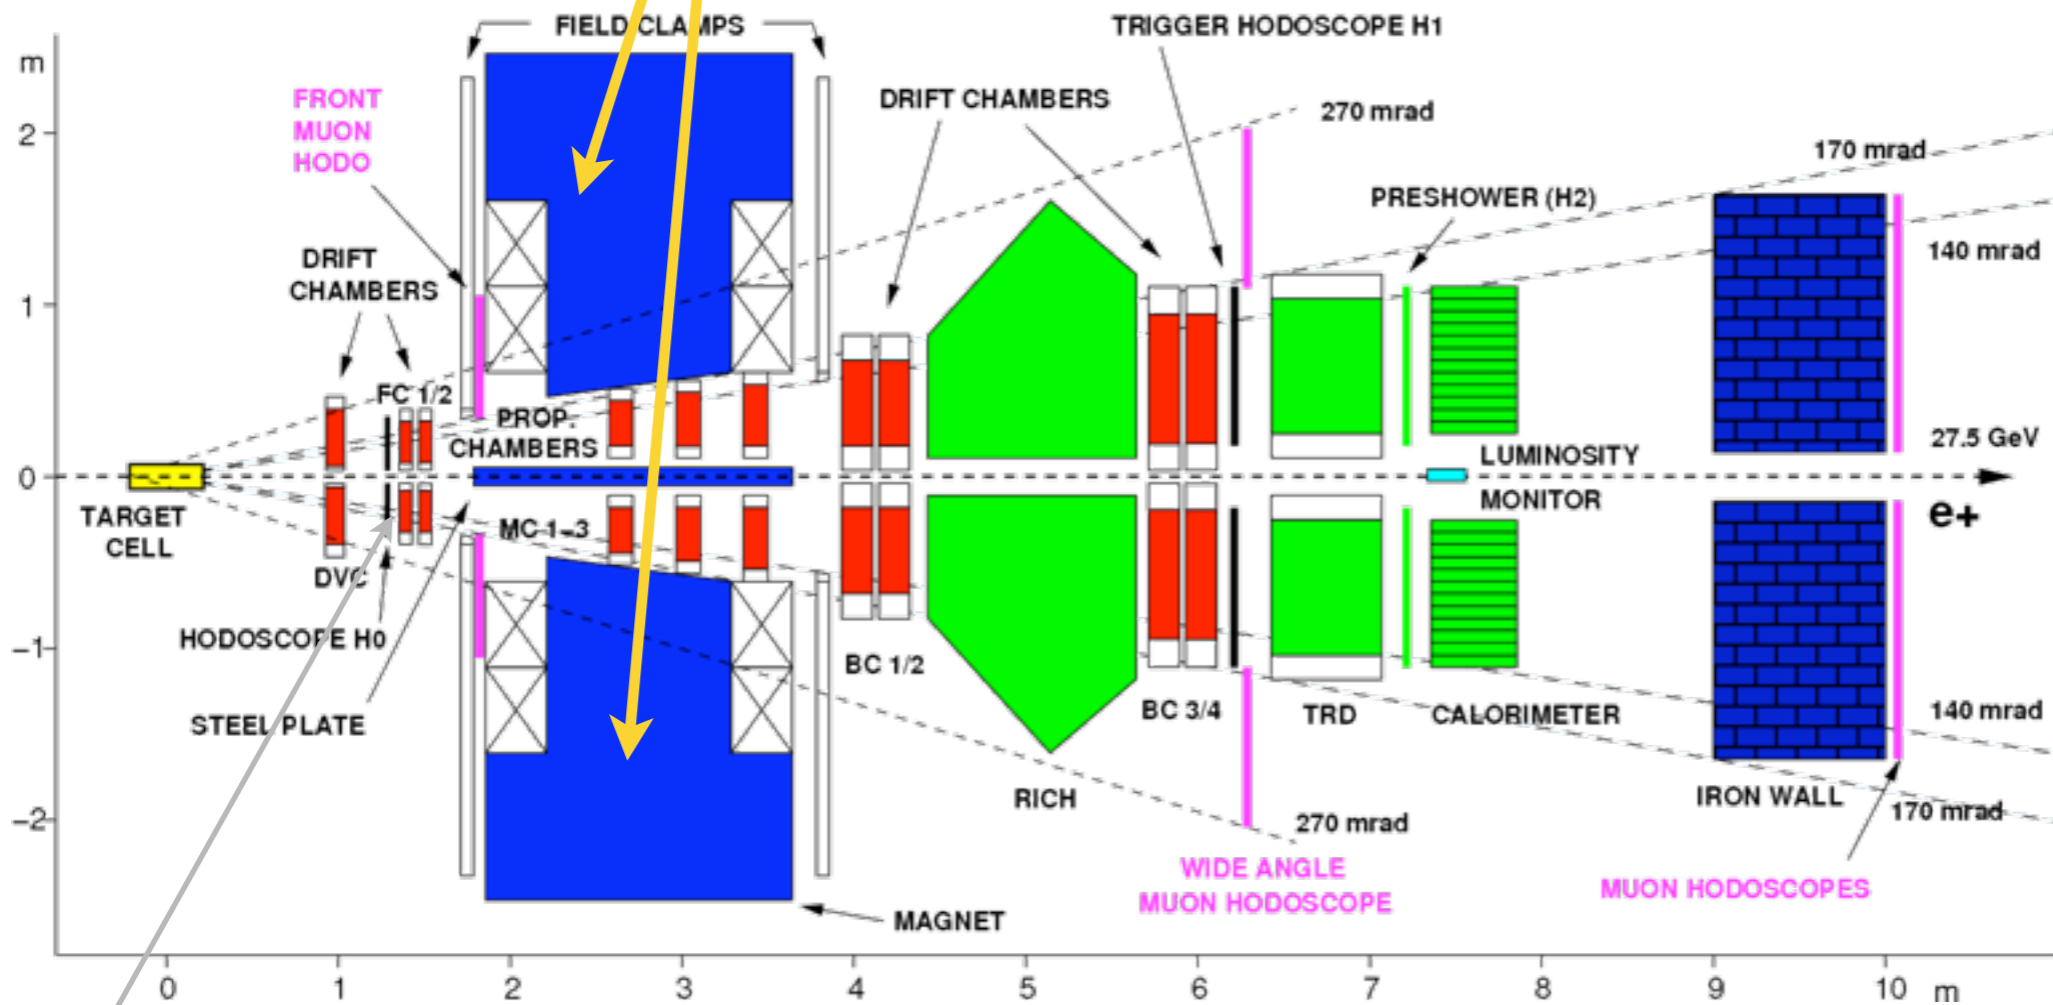 FIELD CLAMPS
TRIGGER HODOSCOPE H1
m
FRONT
MUON
HODO
DRIFT CHAMBERS
270 mrad
2
170 mrad
PRESHOWER (H2)
140 mrad
DRIFT
CHAMBERS
1
FC 1/2
PROP.
CHAMBERS
27.5 GeV
LUMINOSITY
0
MONITOR
e+
TARGET
CELL
MC 1-3
DVC
HODOSCOPE H0
-1
BC 1/2
STEEL PLATE
BC 3/4
TRD
CALORIMETER
140 mrad
RICH
IRON WALL
170 mrad
-2
270 mrad
WIDE ANGLE
MUON HODOSCOPE
MUON HODOSCOPES
MAGNET
0 1 2 3 4 5 6 7 8 9 10 m